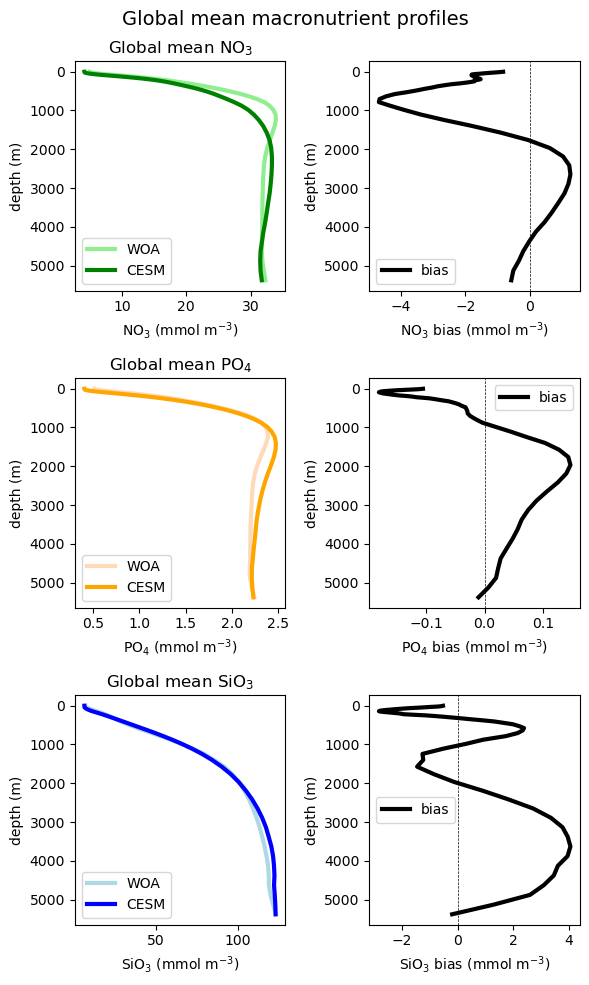 Global mean macronutrient profiles
Global mean NO₃
0
1000
2000
3000
4000
5000
depth (m)
WOA
CESM
10 20 30
NO₃ (mmol m⁻³)
0
1000
2000
3000
4000
5000
depth (m)
bias
−4 −2 0
NO₃ bias (mmol m⁻³)
Global mean PO₄
0
1000
2000
3000
4000
5000
depth (m)
WOA
CESM
0.5 1.0 1.5 2.0 2.5
PO₄ (mmol m⁻³)
0
1000
2000
3000
4000
5000
depth (m)
bias
−0.1 0.0 0.1
PO₄ bias (mmol m⁻³)
Global mean SiO₃
0
1000
2000
3000
4000
5000
depth (m)
WOA
CESM
50 100
SiO₃ (mmol m⁻³)
0
1000
2000
3000
4000
5000
depth (m)
bias
−2 0 2 4
SiO₃ bias (mmol m⁻³)